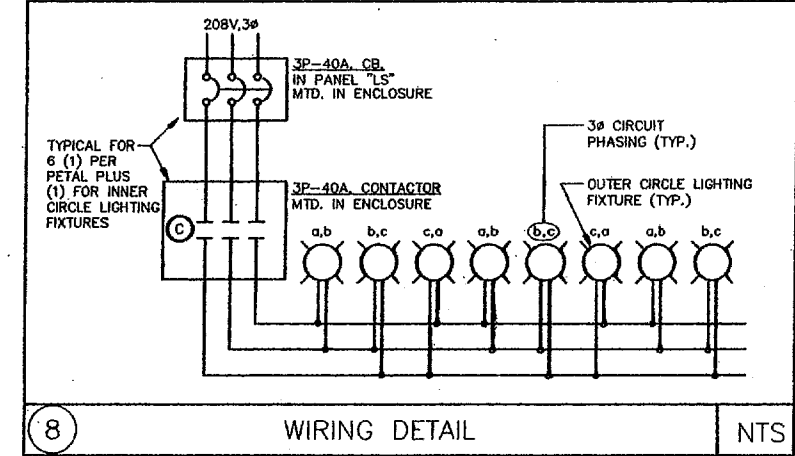 208V,3ø
3P-40A, CB.
IN PANEL "LS"
MTD. IN ENCLOSURE
TYPICAL FOR
6 (1) PER
PETAL PLUS
(1) FOR INNER
CIRCLE LIGHTING
FIXTURES
3P-40A, CONTACTOR
MTD. IN ENCLOSURE
C
3ø CIRCUIT
PHASING (TYP.)
OUTER CIRCLE LIGHTING
FIXTURE (TYP.)
a,b b,c c,a a,b b,c c,a a,b b,c
8 WIRING DETAIL NTS